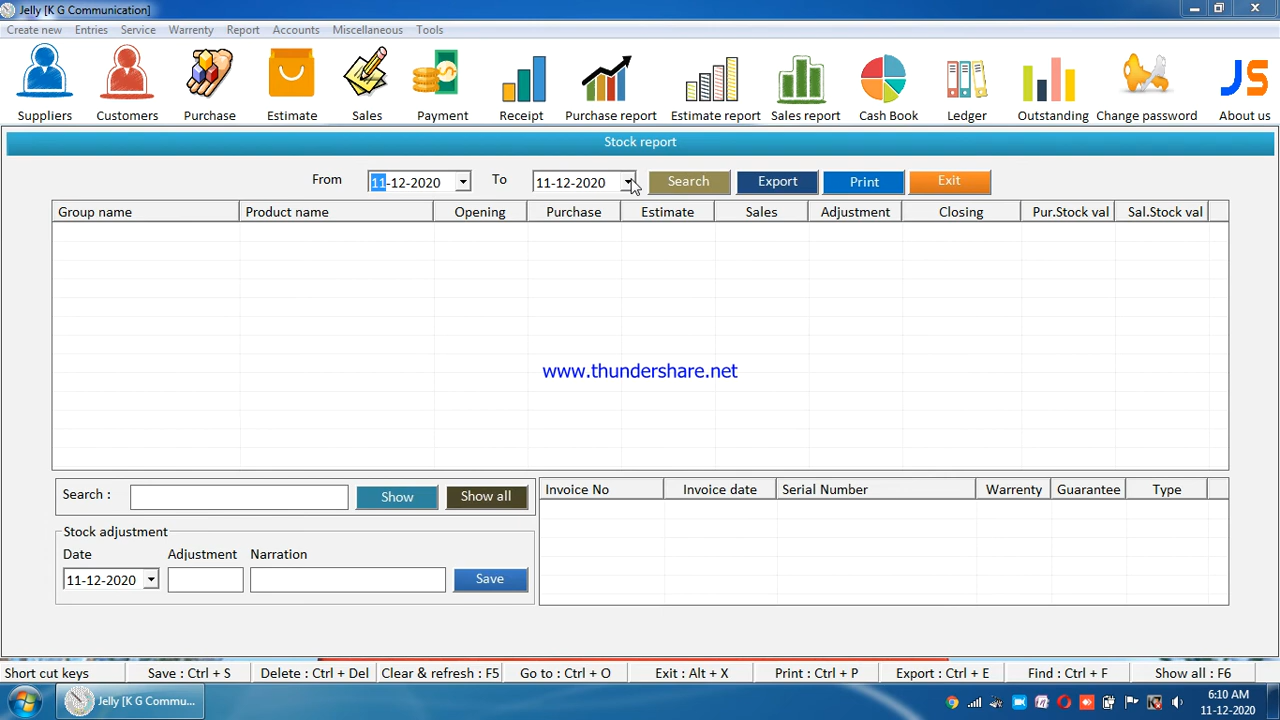 Jelly [K G Communication]
Create new Entries Service Warrenty Report Accounts Miscellaneous Tools
Suppliers Customers Purchase Estimate Sales Payment Receipt Purchase report Estimate report Sales report Cash Book Ledger Outstanding Change password About us
Stock report
From 11-12-2020 To 11-12-2020 Search Export Print Exit
Group name Product name Opening Purchase Estimate Sales Adjustment Closing Pur.Stock val Sal.Stock val
www.thundershare.net
Search : Show Show all
Invoice No Invoice date Serial Number Warrenty Guarantee Type
Stock adjustment
Date Adjustment Narration
11-12-2020 Save
Short cut keys Save : Ctrl + S Delete : Ctrl + Del Clear & refresh : F5 Go to : Ctrl + O Exit : Alt + X Print : Ctrl + P Export : Ctrl + E Find : Ctrl + F Show all : F6
Jelly [K G Commu...
6:10 AM
11-12-2020